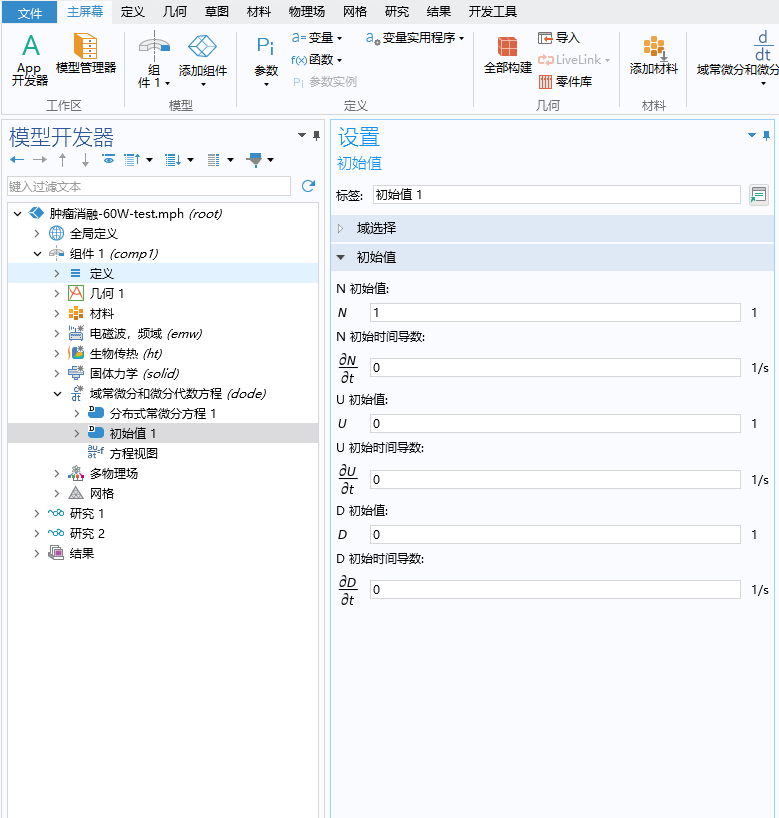 文件 主屏幕 定义 几何 草图 材料 物理场 网格 研究 结果 开发工具
App
开发器
模型管理器
工作区
组
件 1
添加组件
模型
Pi
参数
a= 变量
f(x) 函数
Pi 参数实例
a= 变量实用程序
定义
全部构建
导入
LiveLink
零件库
几何
添加材料
材料
d
dt
域常微分和微分
模型开发器
键入过滤文本
肿瘤消融-60W-test.mph (root)
全局定义
组件 1 (comp1)
定义
几何 1
材料
电磁波，频域 (emw)
生物传热 (ht)
固体力学 (solid)
域常微分和微分代数方程 (dode)
分布式常微分方程 1
初始值 1
方程视图
多物理场
网格
研究 1
研究 2
结果
设置
初始值
标签: 初始值 1
域选择
初始值
N 初始值:
N 1 1
N 初始时间导数:
∂N/∂t 0 1/s
U 初始值:
U 0 1
U 初始时间导数:
∂U/∂t 0 1/s
D 初始值:
D 0 1
D 初始时间导数:
∂D/∂t 0 1/s